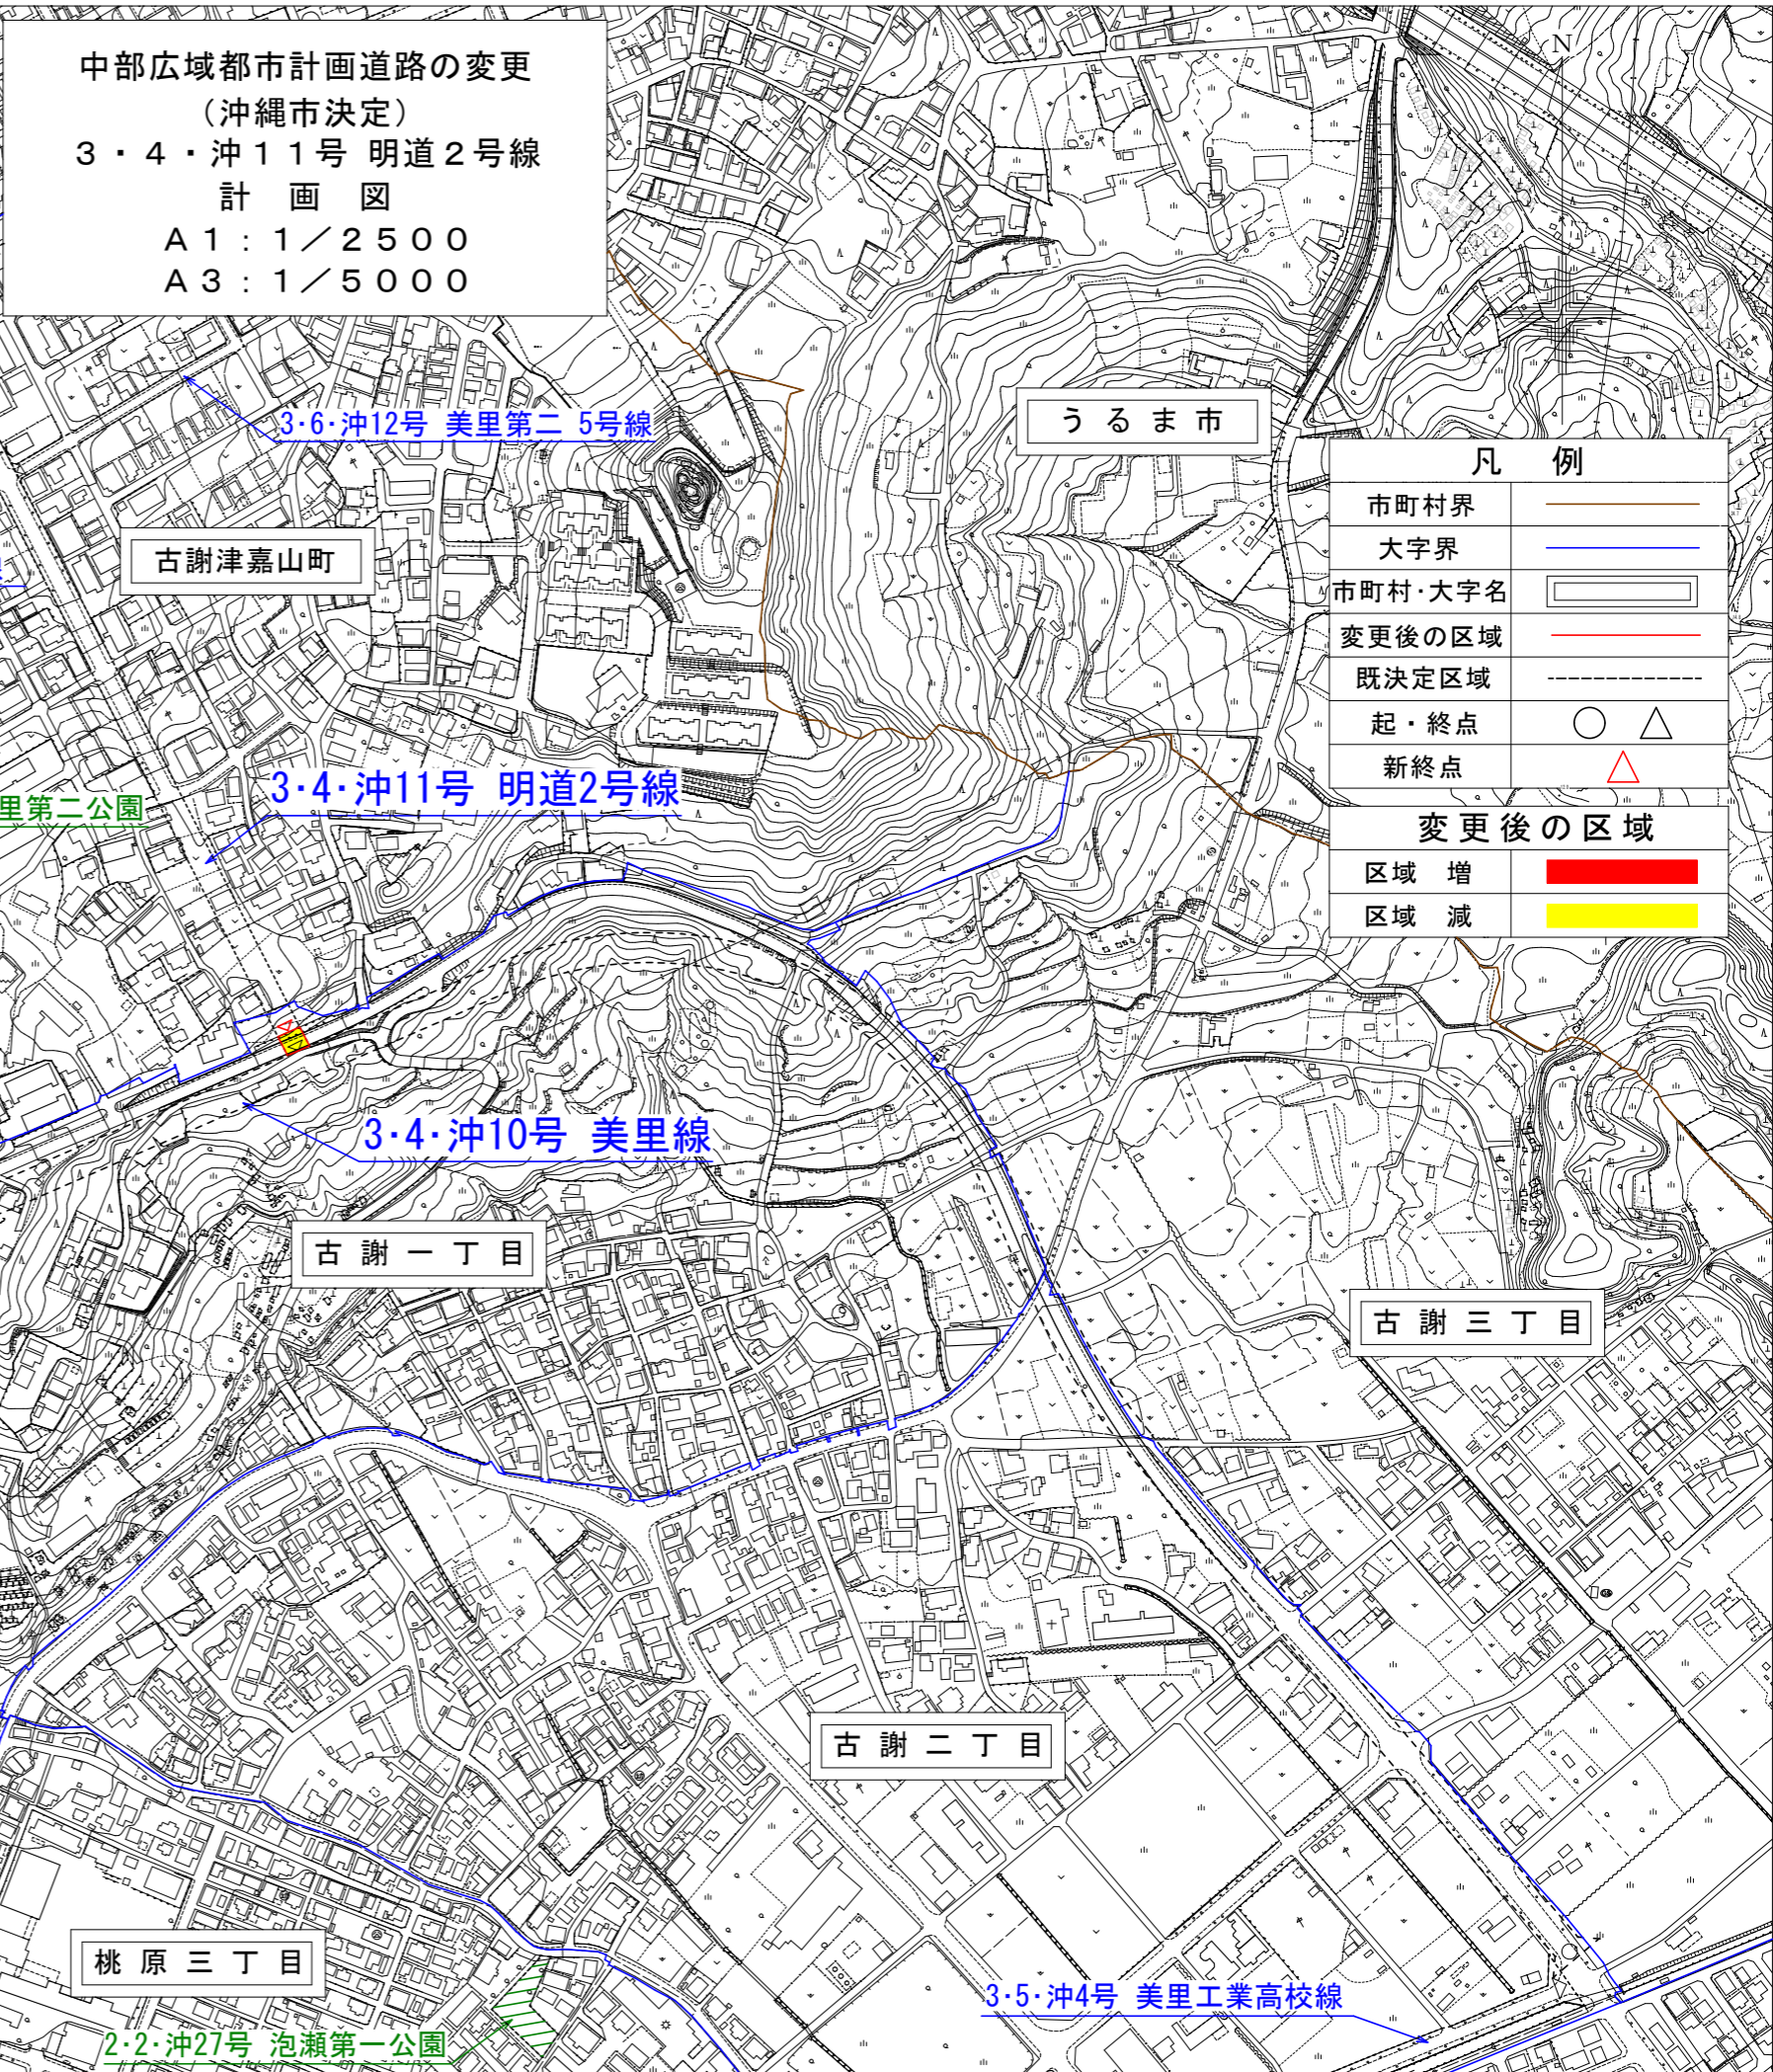 中部広域都市計画道路の変更
（沖縄市決定）
３・４・沖１１号 明道２号線
計 画 図
Ａ１：１／２５００
Ａ３：１／５０００
N
3・6・沖12号 美里第二 5号線
うるま市
古謝津嘉山町
凡 例
市町村界
大字界
市町村・大字名
変更後の区域
既決定区域
起・終点
新終点
変更後の区域
区域 増
区域 減
3・4・沖11号 明道2号線
里第二公園
3・4・沖10号 美里線
古謝一丁目
古謝三丁目
古謝二丁目
桃原三丁目
3・5・沖4号 美里工業高校線
2・2・沖27号 泡瀬第一公園